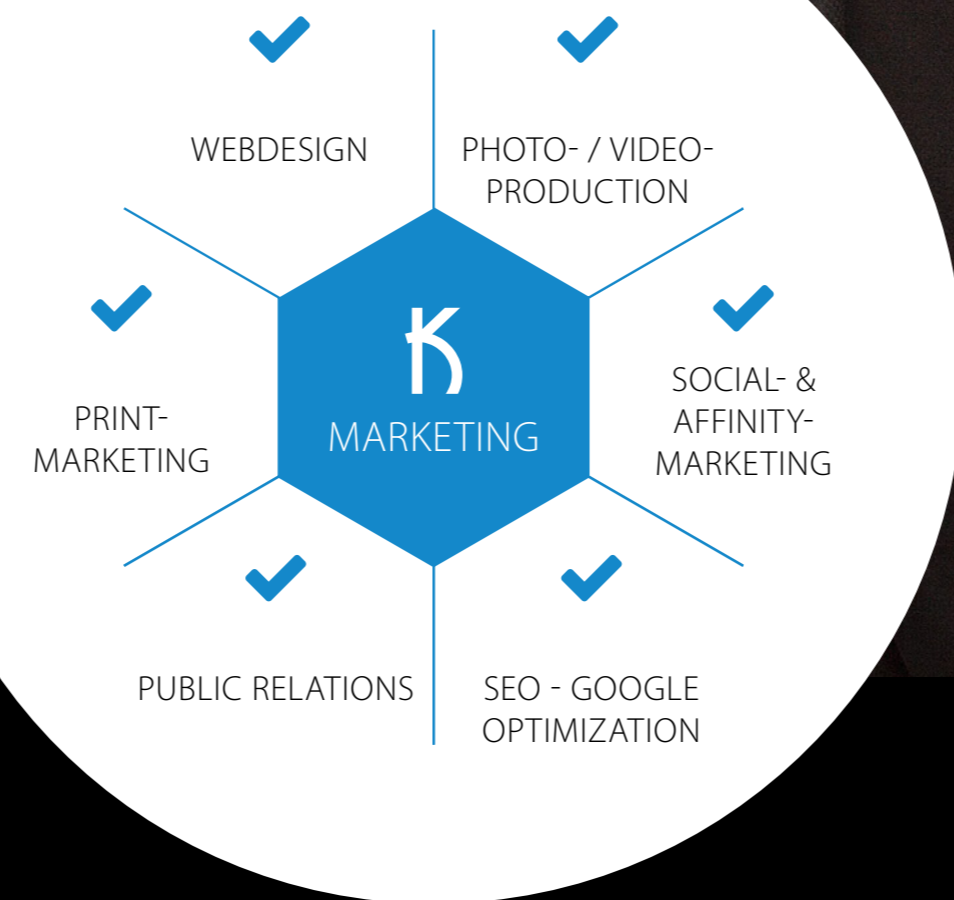 WEBDESIGN
PHOTO- / VIDEO-
PRODUCTION
K
MARKETING
SOCIAL- &
AFFINITY-
MARKETING
PRINT-
MARKETING
PUBLIC RELATIONS
SEO - GOOGLE
OPTIMIZATION